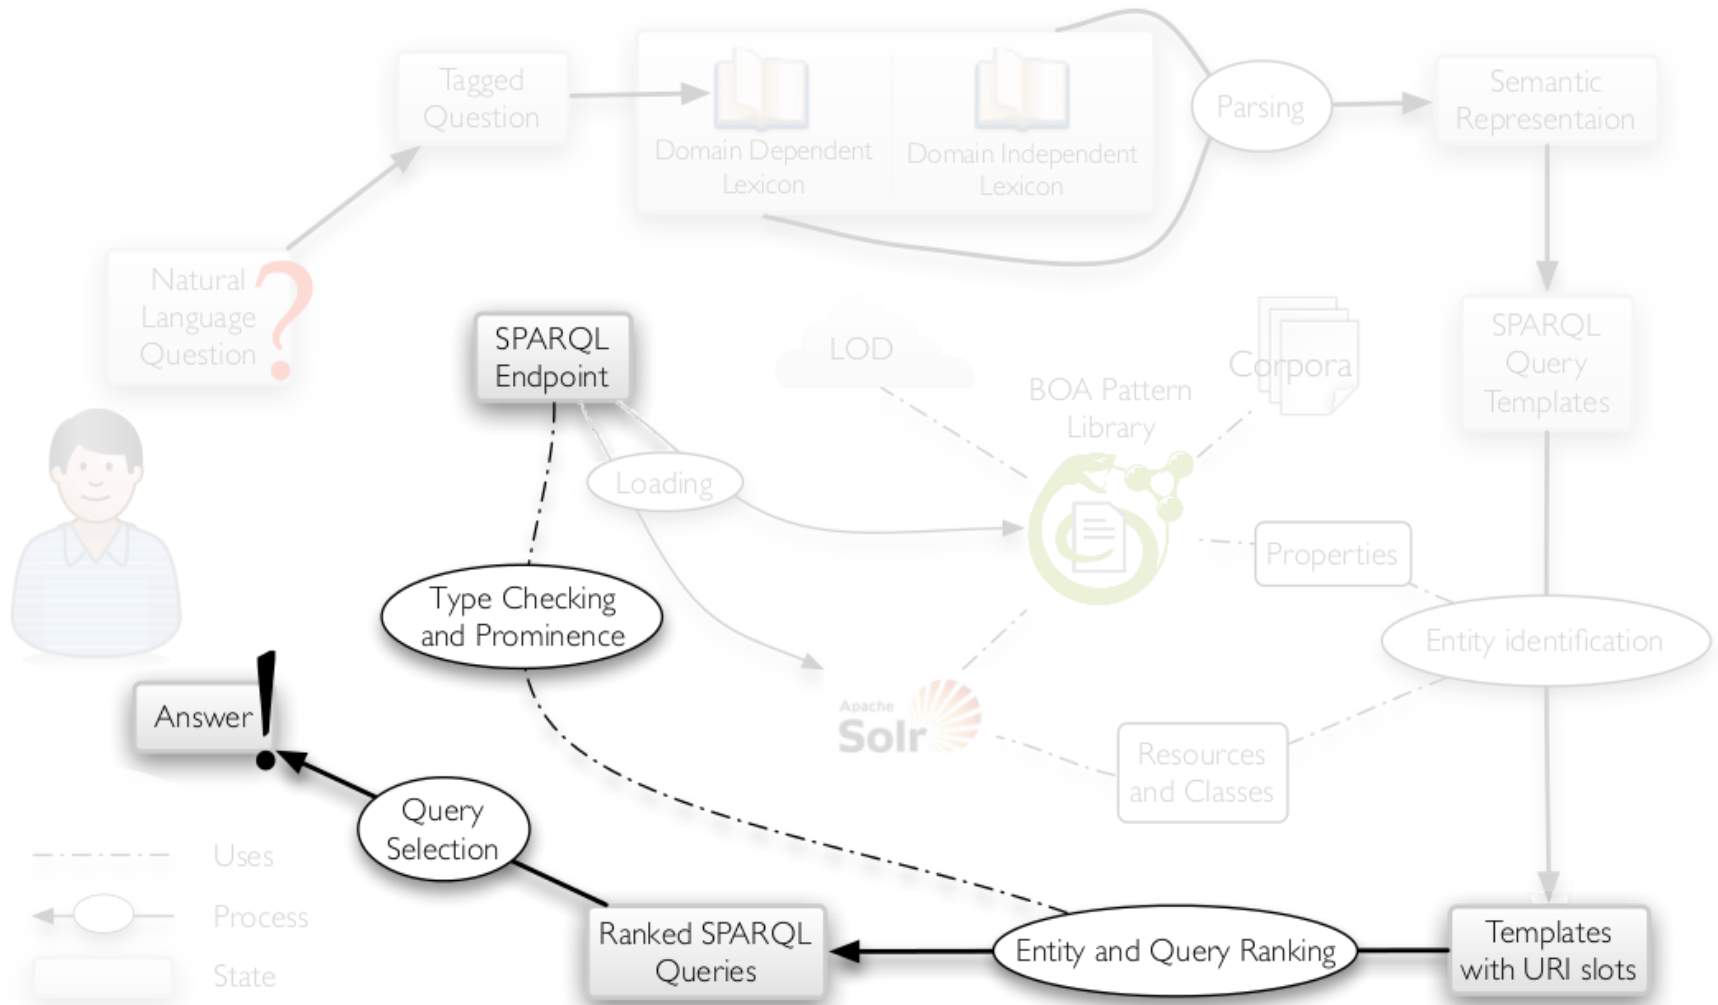 Tagged
Question
Domain Dependent
Lexicon
Domain Independent
Lexicon
Parsing
Semantic
Representaion
Natural
Language
Question
?
SPARQL
Endpoint
LOD
BOA Pattern
Library
Corpora
SPARQL
Query
Templates
Loading
Properties
Type Checking
and Prominence
Entity identification
Answer!
Apache
Solr
Resources
and Classes
Query
Selection
Uses
Process
State
Ranked SPARQL
Queries
Entity and Query Ranking
Templates
with URI slots